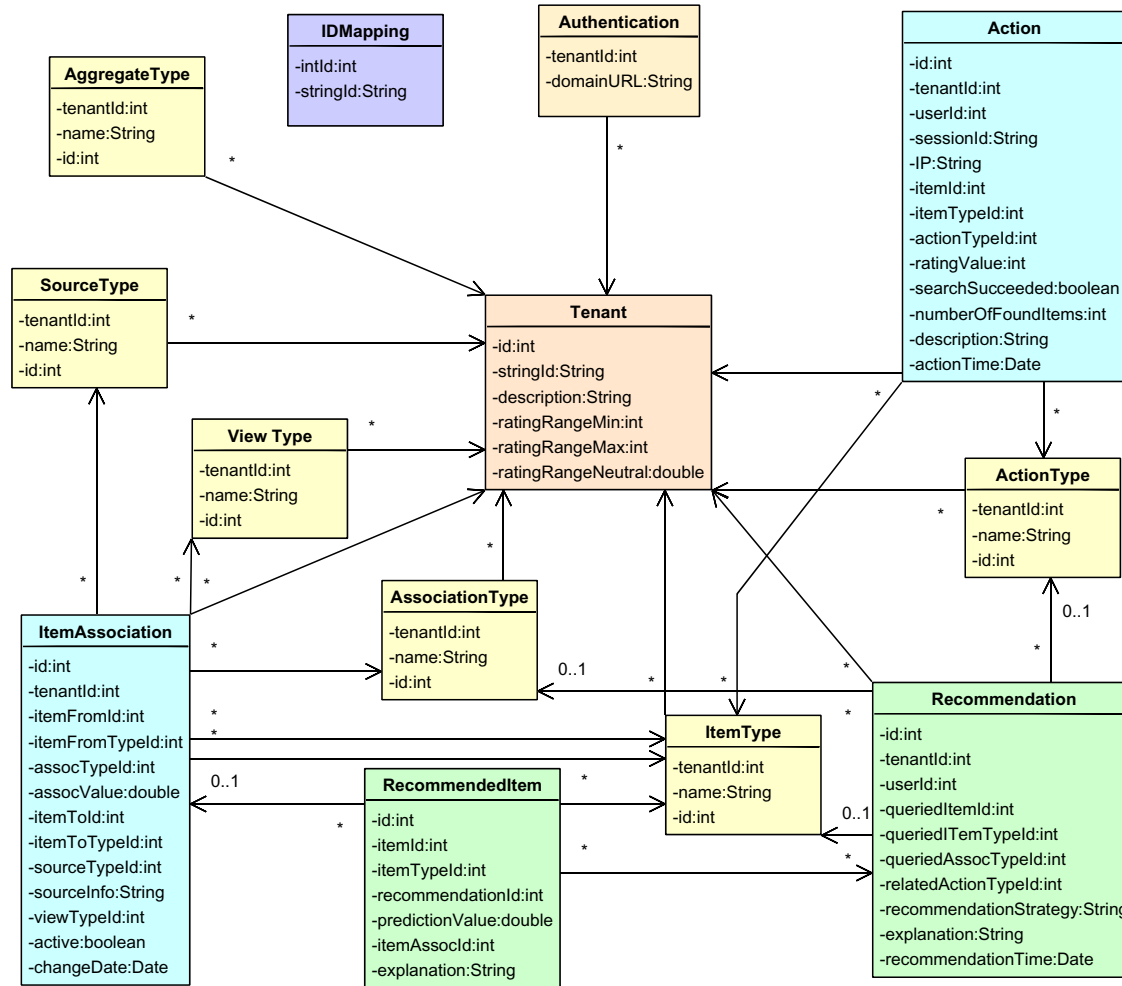 IDMapping
-intId:int
-stringId:String
Authentication
-tenantId:int
-domainURL:String
Action
-id:int
-tenantId:int
-userId:int
-sessionId:String
-IP:String
-itemId:int
-itemTypeId:int
-actionTypeId:int
-ratingValue:int
-searchSucceeded:boolean
-numberOfFoundItems:int
-description:String
-actionTime:Date
AggregateType
-tenantId:int
-name:String
-id:int
*
*
SourceType
-tenantId:int
-name:String
-id:int
*
Tenant
-id:int
-stringId:String
-description:String
-ratingRangeMin:int
-ratingRangeMax:int
-ratingRangeNeutral:double
*
*
*
View Type
-tenantId:int
-name:String
-id:int
*
ActionType
-tenantId:int
-name:String
-id:int
*
*
*
*
*
AssociationType
-tenantId:int
-name:String
-id:int
0..1
*
ItemAssociation
-id:int
-tenantId:int
-itemFromId:int
-itemFromTypeId:int
-assocTypeId:int
-assocValue:double
-itemToId:int
-itemToTypeId:int
-sourceTypeId:int
-sourceInfo:String
-viewTypeId:int
-active:boolean
-changeDate:Date
*
*
*
0..1
*
0..1
*
*
*
*
ItemType
-tenantId:int
-name:String
-id:int
Recommendation
-id:int
-tenantId:int
-userId:int
-queriedItemId:int
-queriedITemTypeId:int
-queriedAssocTypeId:int
-relatedActionTypeId:int
-recommendationStrategy:String
-explanation:String
-recommendationTime:Date
RecommendedItem
-id:int
-itemId:int
-itemTypeId:int
-recommendationId:int
-predictionValue:double
-itemAssocId:int
-explanation:String
*
0..1
*
*